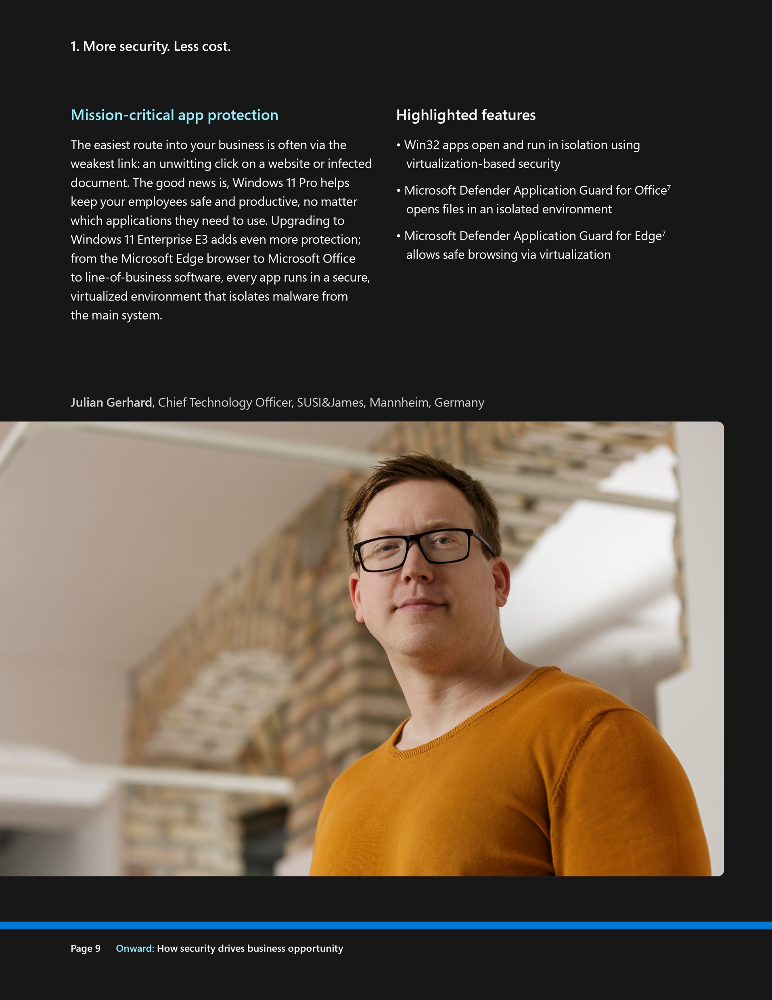 1. More security. Less cost.
Mission-critical app protection
The easiest route into your business is often via the
weakest link: an unwitting click on a website or infected
document. The good news is, Windows 11 Pro helps
keep your employees safe and productive, no matter
which applications they need to use. Upgrading to
Windows 11 Enterprise E3 adds even more protection;
from the Microsoft Edge browser to Microsoft Office
to line-of-business software, every app runs in a secure,
virtualized environment that isolates malware from
the main system.
Highlighted features
• Win32 apps open and run in isolation using
virtualization-based security
• Microsoft Defender Application Guard for Office⁷
opens files in an isolated environment
• Microsoft Defender Application Guard for Edge⁷
allows safe browsing via virtualization
Julian Gerhard, Chief Technology Officer, SUSI&James, Mannheim, Germany
Page 9 Onward: How security drives business opportunity